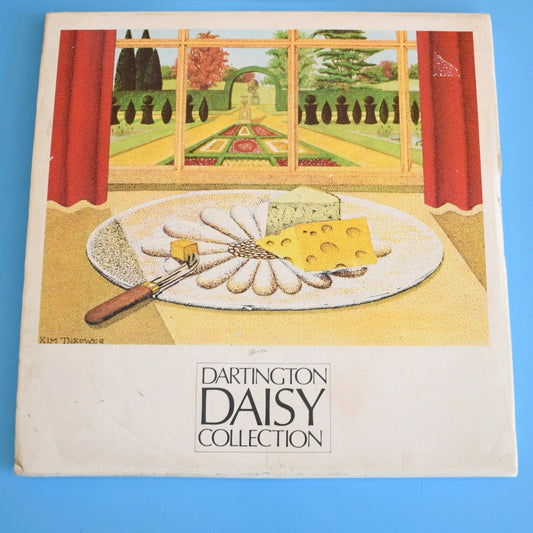 KIM THROWER
DARTINGTON
DAISY
COLLECTION